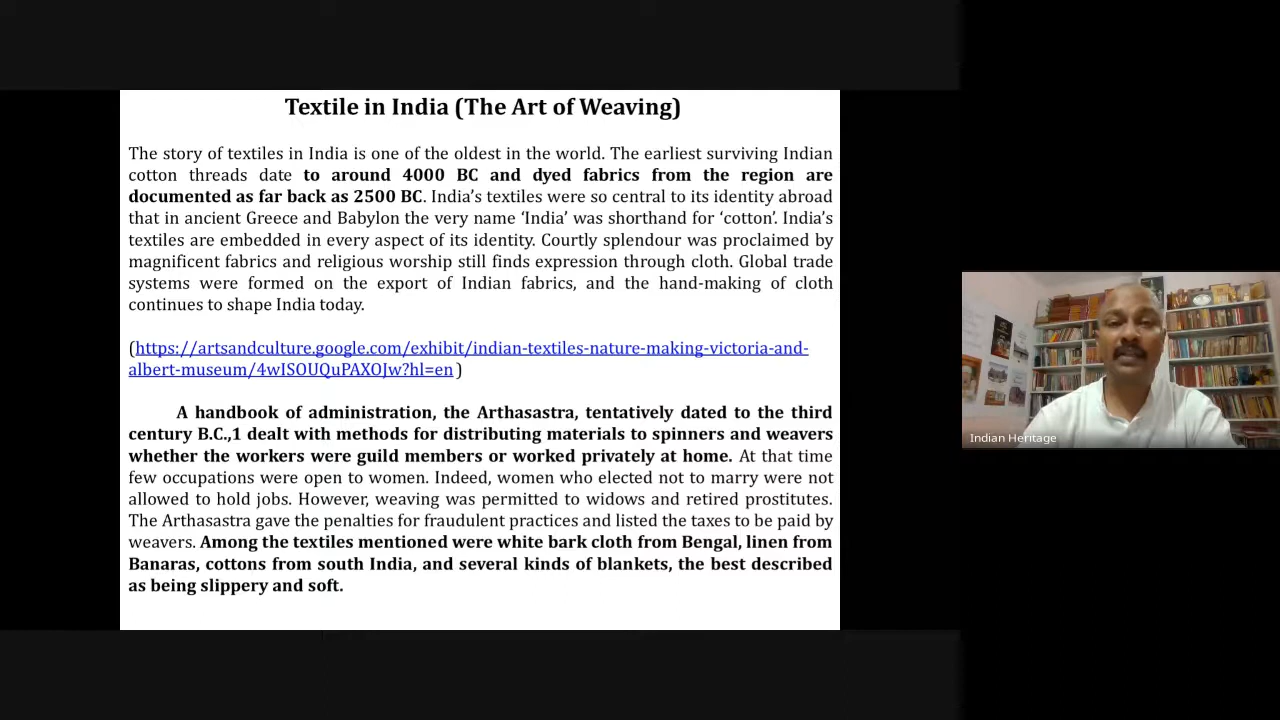 Textile in India (The Art of Weaving)
The story of textiles in India is one of the oldest in the world. The earliest surviving Indian
cotton threads date to around 4000 BC and dyed fabrics from the region are
documented as far back as 2500 BC. India’s textiles were so central to its identity abroad
that in ancient Greece and Babylon the very name ‘India’ was shorthand for ‘cotton’. India’s
textiles are embedded in every aspect of its identity. Courtly splendour was proclaimed by
magnificent fabrics and religious worship still finds expression through cloth. Global trade
systems were formed on the export of Indian fabrics, and the hand-making of cloth
continues to shape India today.
(https://artsandculture.google.com/exhibit/indian-textiles-nature-making-victoria-and-
albert-museum/4wISOUQuPAXOJw?hl=en)
A handbook of administration, the Arthasastra, tentatively dated to the third
century B.C.,1 dealt with methods for distributing materials to spinners and weavers
whether the workers were guild members or worked privately at home. At that time
few occupations were open to women. Indeed, women who elected not to marry were not
allowed to hold jobs. However, weaving was permitted to widows and retired prostitutes.
The Arthasastra gave the penalties for fraudulent practices and listed the taxes to be paid by
weavers. Among the textiles mentioned were white bark cloth from Bengal, linen from
Banaras, cottons from south India, and several kinds of blankets, the best described
as being slippery and soft.
Indian Heritage